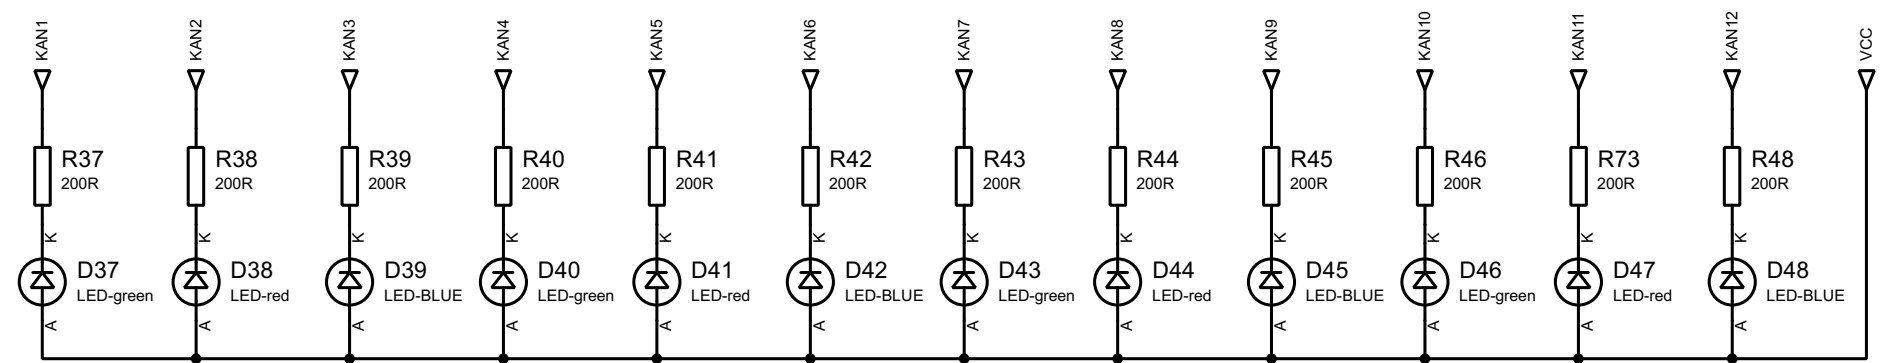 KAN1 KAN2 KAN3 KAN4 KAN5 KAN6 KAN7 KAN8 KAN9 KAN10 KAN11 KAN12 VCC
R37 R38 R39 R40 R41 R42 R43 R44 R45 R46 R73 R48
200R 200R 200R 200R 200R 200R 200R 200R 200R 200R 200R 200R
K K K K K K K K K K K K
D37 D38 D39 D40 D41 D42 D43 D44 D45 D46 D47 D48
LED-green LED-red LED-BLUE LED-green LED-red LED-BLUE LED-green LED-red LED-BLUE LED-green LED-red LED-BLUE
A A A A A A A A A A A A